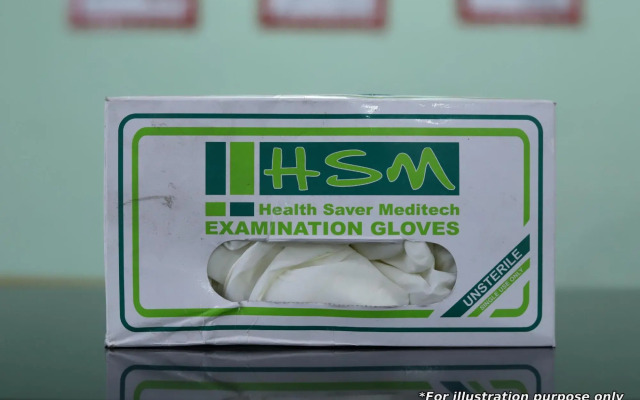 HSM
Health Saver Meditech
EXAMINATION GLOVES
UNSTERILE
SINGLE USE ONLY
*For illustration purpose only